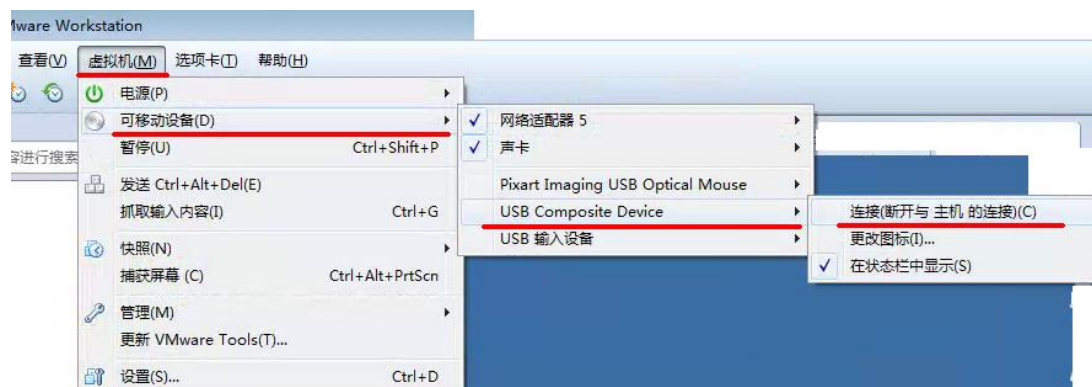 Mware Workstation
查看(V) 虚拟机(M) 选项卡(T) 帮助(H)
电源(P)
可移动设备(D) 网络适配器 5
容进行搜索 暂停(U) Ctrl+Shift+P 声卡
发送 Ctrl+Alt+Del(E) Pixart Imaging USB Optical Mouse
抓取输入内容(I) Ctrl+G USB Composite Device 连接(断开与 主机 的连接)(C)
快照(N) USB 输入设备 更改图标(I)...
捕获屏幕 (C) Ctrl+Alt+PrtScn 在状态栏中显示(S)
管理(M)
更新 VMware Tools(T)...
设置(S)... Ctrl+D